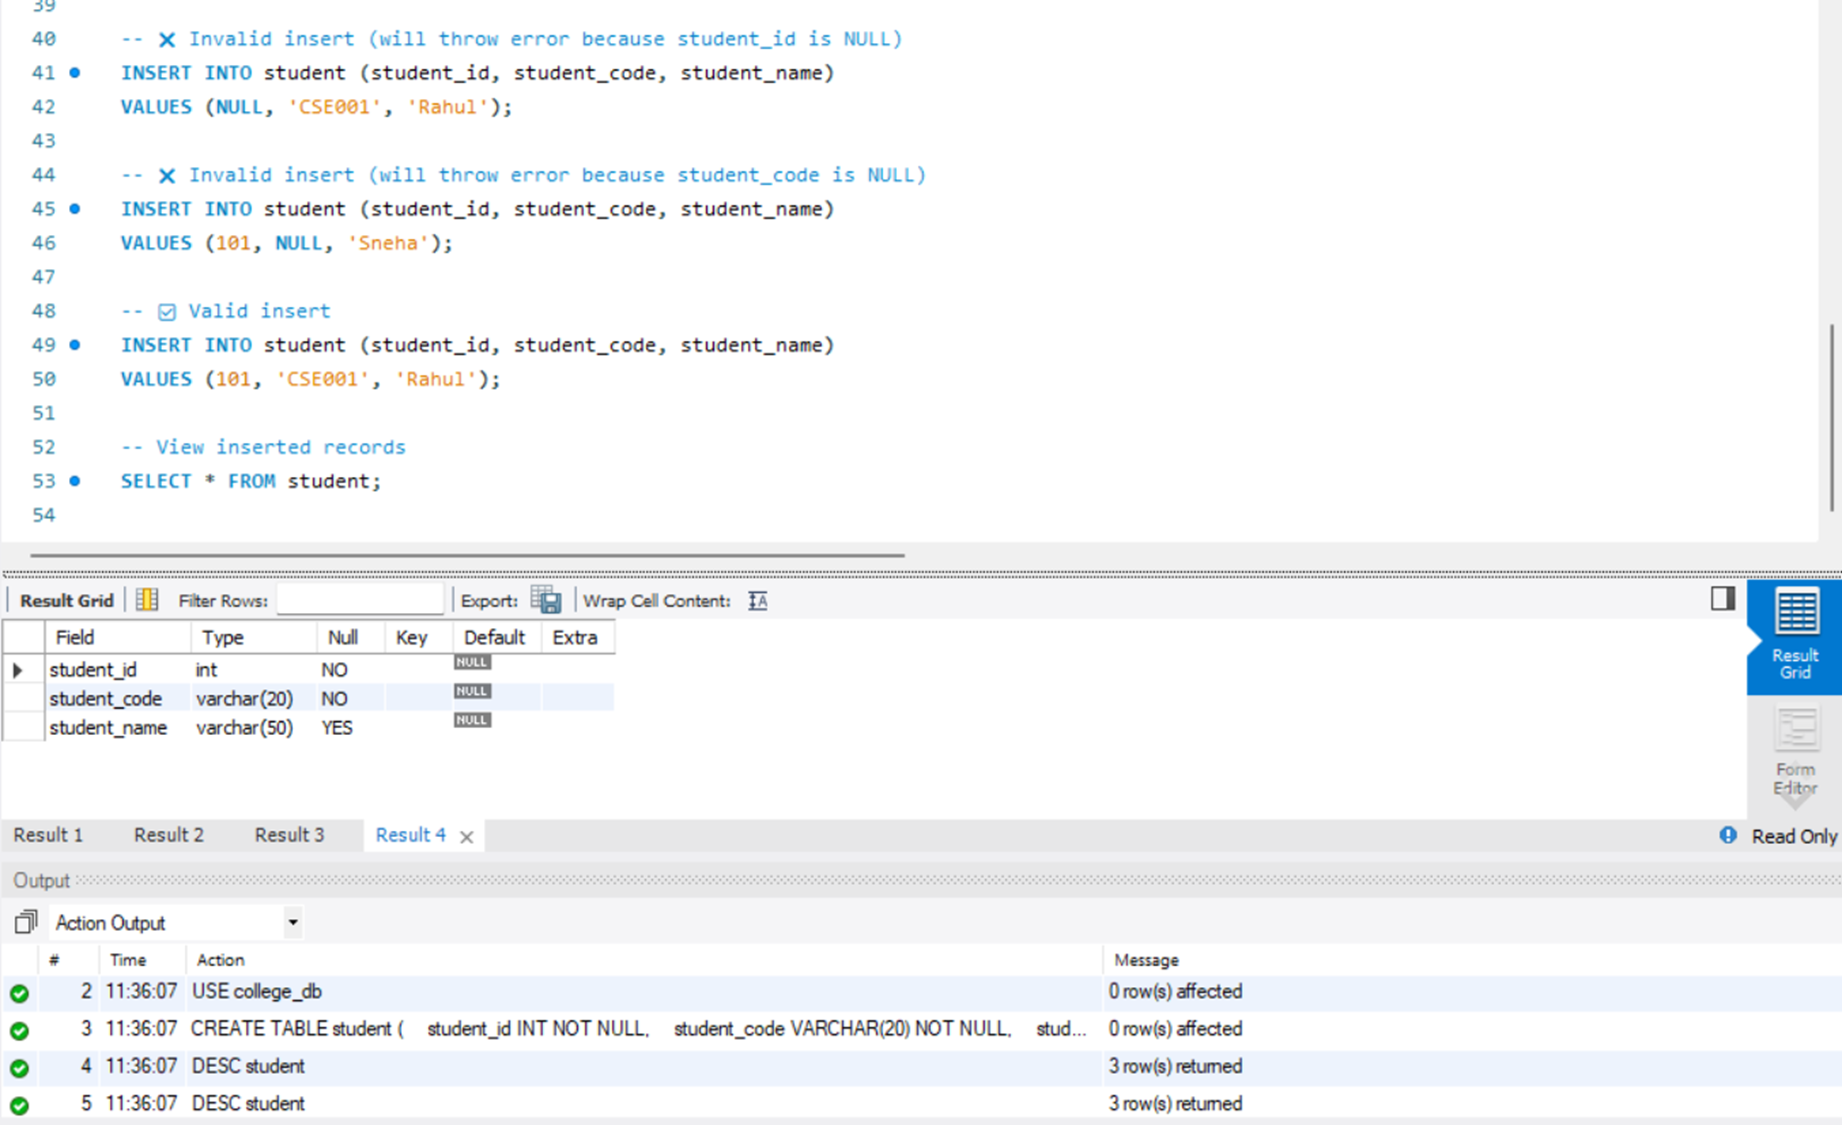 39
40 -- ❌ Invalid insert (will throw error because student_id is NULL)
41 INSERT INTO student (student_id, student_code, student_name)
42 VALUES (NULL, 'CSE001', 'Rahul');
43
44 -- ❌ Invalid insert (will throw error because student_code is NULL)
45 INSERT INTO student (student_id, student_code, student_name)
46 VALUES (101, NULL, 'Sneha');
47
48 -- ☑ Valid insert
49 INSERT INTO student (student_id, student_code, student_name)
50 VALUES (101, 'CSE001', 'Rahul');
51
52 -- View inserted records
53 SELECT * FROM student;
54
Result Grid Filter Rows: Export: Wrap Cell Content:
Field Type Null Key Default Extra
student_id int NO NULL
student_code varchar(20) NO NULL
student_name varchar(50) YES NULL
Result
Grid
Form
Editor
Result 1 Result 2 Result 3 Result 4 Read Only
Output
Action Output
# Time Action Message
2 11:36:07 USE college_db 0 row(s) affected
3 11:36:07 CREATE TABLE student ( student_id INT NOT NULL, student_code VARCHAR(20) NOT NULL, stud... 0 row(s) affected
4 11:36:07 DESC student 3 row(s) returned
5 11:36:07 DESC student 3 row(s) returned